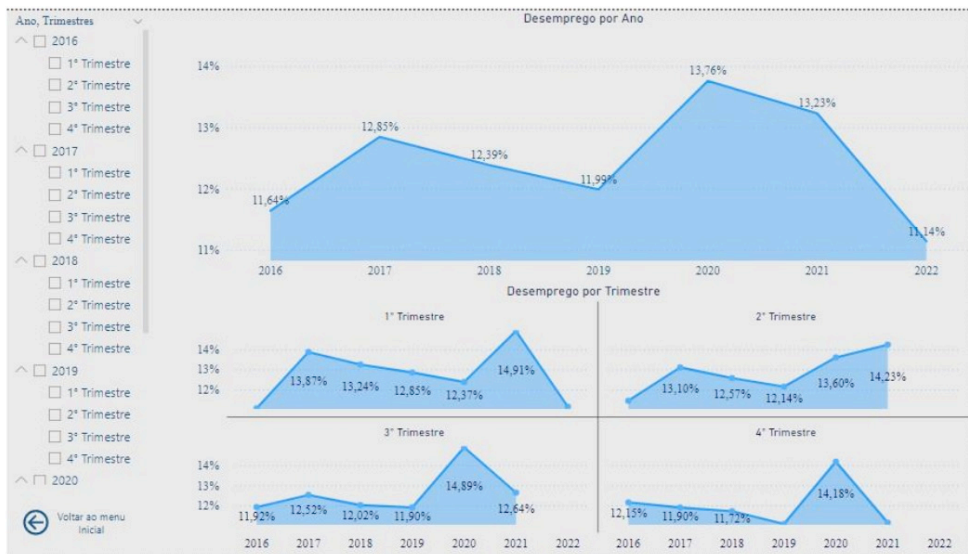 Ano, Trimestres
2016
1° Trimestre
2° Trimestre
3° Trimestre
4° Trimestre
2017
1° Trimestre
2° Trimestre
3° Trimestre
4° Trimestre
2018
1° Trimestre
2° Trimestre
3° Trimestre
4° Trimestre
2019
1° Trimestre
2° Trimestre
3° Trimestre
4° Trimestre
2020
Voltar ao menu
Inicial
Desemprego por Ano
14%
13%
12%
11%
11,64%
12,85%
12,39%
11,99%
13,76%
13,23%
11,14%
2016 2017 2018 2019 2020 2021 2022
Desemprego por Trimestre
1° Trimestre
14%
13%
12%
13,87% 13,24% 12,85% 12,37% 14,91%
2° Trimestre
13,10% 12,57% 12,14% 13,60% 14,23%
3° Trimestre
14%
12%
11,92% 12,52% 12,02% 11,90% 14,89% 12,64%
4° Trimestre
12,15% 11,90% 11,72% 14,18%
2016 2017 2018 2019 2020 2021 2022
2016 2017 2018 2019 2020 2021 2022